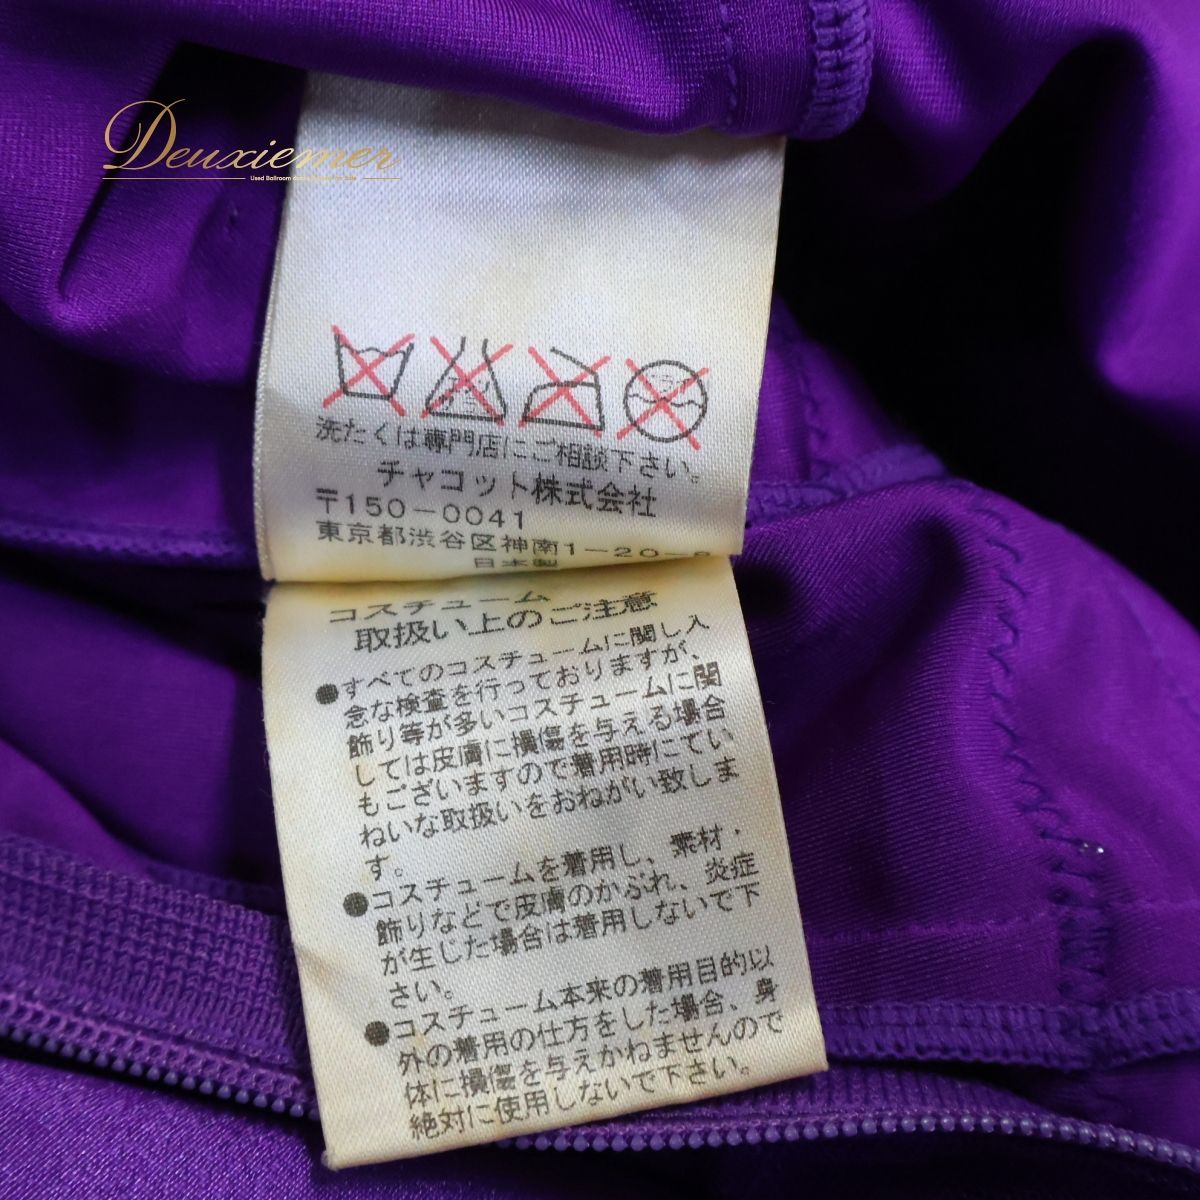 Deuxiemer
洗たくは専門店にご相談下さい。
チャコット株式会社
〒150-0041
東京都渋谷区神南1-20-8
日本製
コスチューム
取扱い上のご注意
●すべてのコスチュームに関し入
念な検査を行っておりますが、
飾り等が多いコスチュームに関
しては皮膚に損傷を与える場合
もございますので着用時にてい
ねいな取扱いをおねがい致しま
す。
●コスチュームを着用し、素材・
飾りなどで皮膚のかぶれ、炎症
が生じた場合は着用しないで下
さい。
●コスチューム本来の着用目的以
外の着用の仕方をした場合、身
体に損傷を与えかねませんので
絶対に使用しないで下さい。